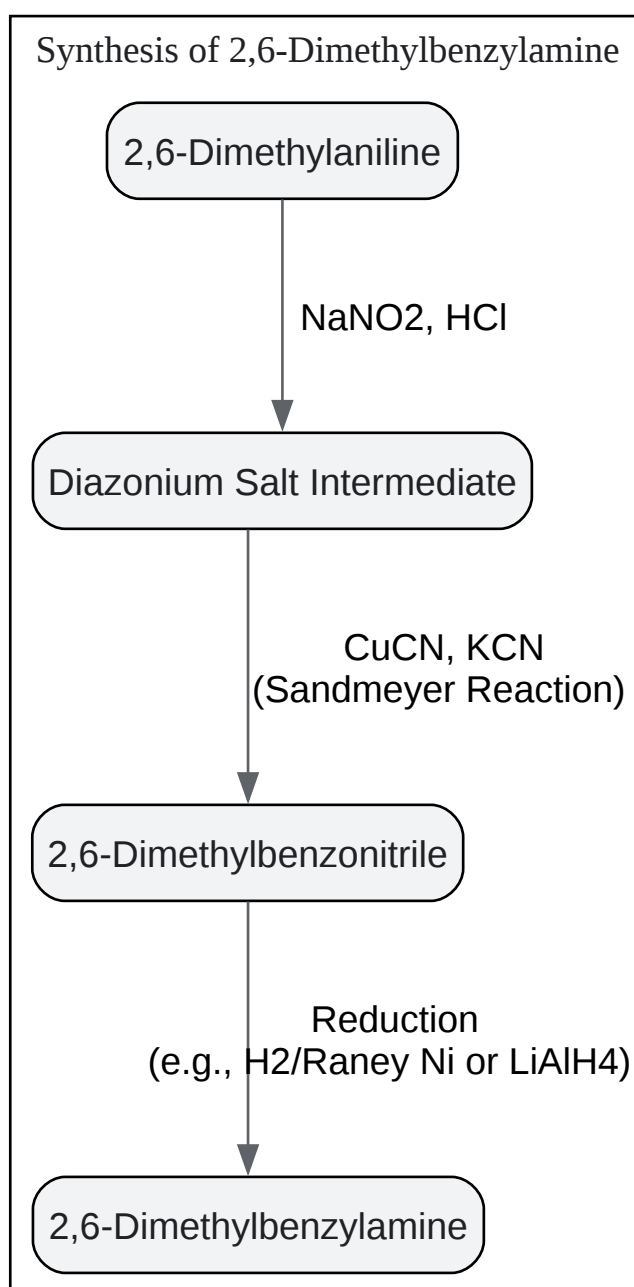 Synthesis of 2,6-Dimethylbenzylamine
2,6-Dimethylaniline
NaNO2, HCl
Diazonium Salt Intermediate
CuCN, KCN
(Sandmeyer Reaction)
2,6-Dimethylbenzonitrile
Reduction
(e.g., H2/Raney Ni or LiAlH4)
2,6-Dimethylbenzylamine